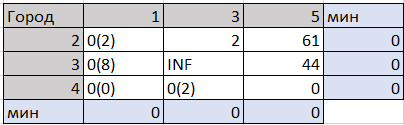 Город 1 3 5 мин
2 0(2) 2 61 0
3 0(8) INF 44 0
4 0(0) 0(2) 0 0
мин 0 0 0